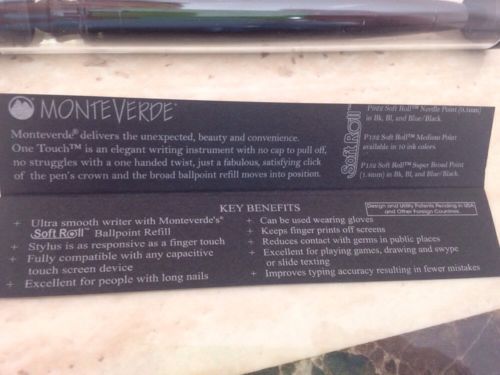 MONTEVERDE®
Monteverde® delivers the unexpected, beauty and convenience.
One Touch™ is an elegant writing instrument with no cap to pull off,
no struggles with a one handed twist, just a fabulous, satisfying click
of the pen's crown and the broad ballpoint refill moves into position.
Soft Roll™
P152 Soft Roll™ Needle Point
in Bk, Bl, and Blue/Black
P132 Soft Roll™ Medium Point
available in 10 ink colors
Soft Roll™ Super Broad Point
(1.4mm) in Bk, Bl, and Blue/Black.
KEY BENEFITS
Design and Utility Patents Pending in USA
and Other Foreign Countries.
+ Ultra smooth writer with Monteverde's®
Soft Roll™ Ballpoint Refill
+ Stylus is as responsive as a finger touch
+ Fully compatible with any capacitive
touch screen device
+ Excellent for people with long nails
+ Can be used wearing gloves
+ Keeps finger prints off screens
+ Reduces contact with germs in public places
+ Excellent for playing games, drawing and swype
or slide texting
+ Improves typing accuracy resulting in fewer mistakes